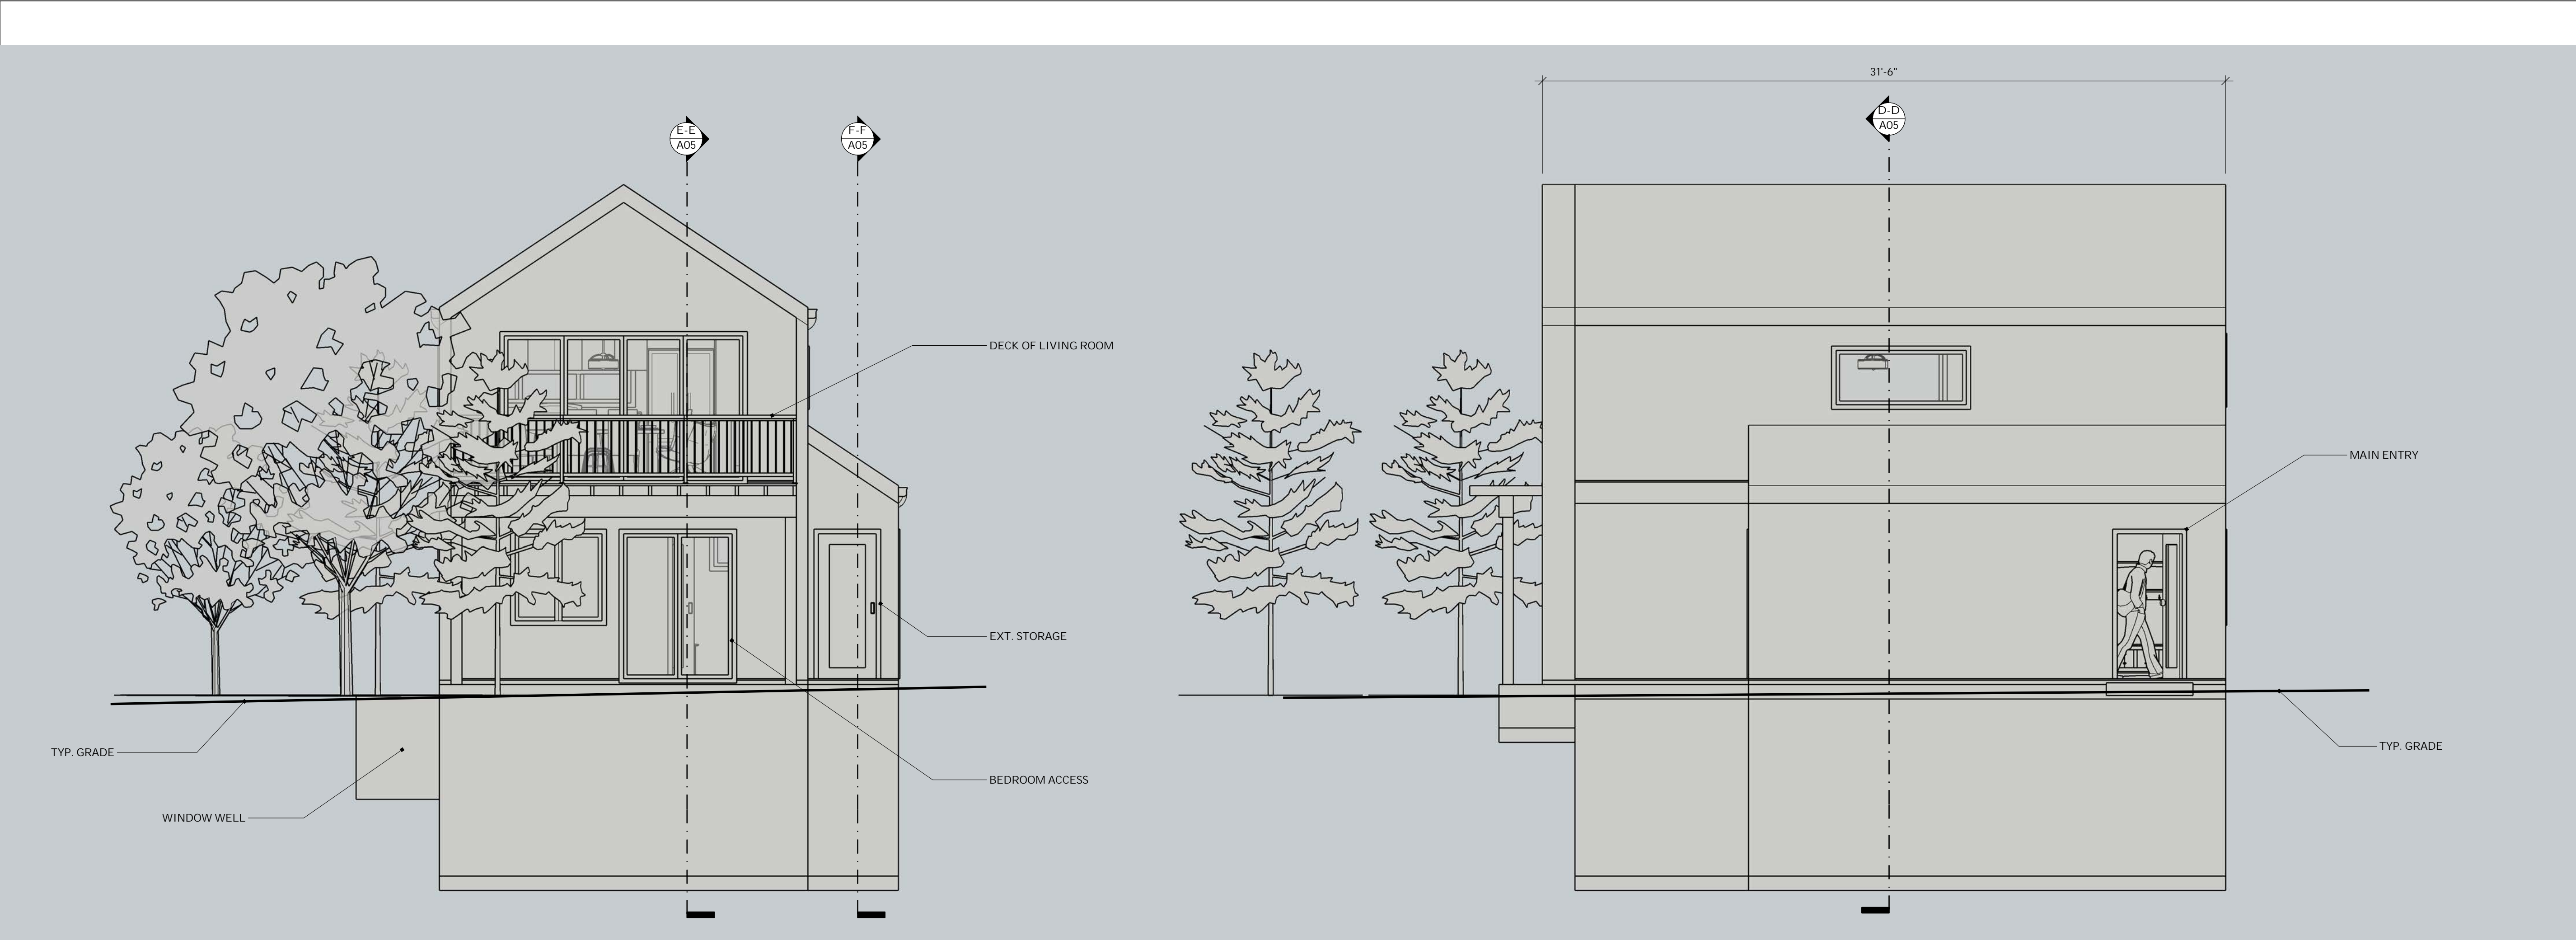 31'-6"
D-D
A05
E-E
A05
F-F
A05
DECK OF LIVING ROOM
MAIN ENTRY
EXT. STORAGE
TYP. GRADE
TYP. GRADE
BEDROOM ACCESS
WINDOW WELL